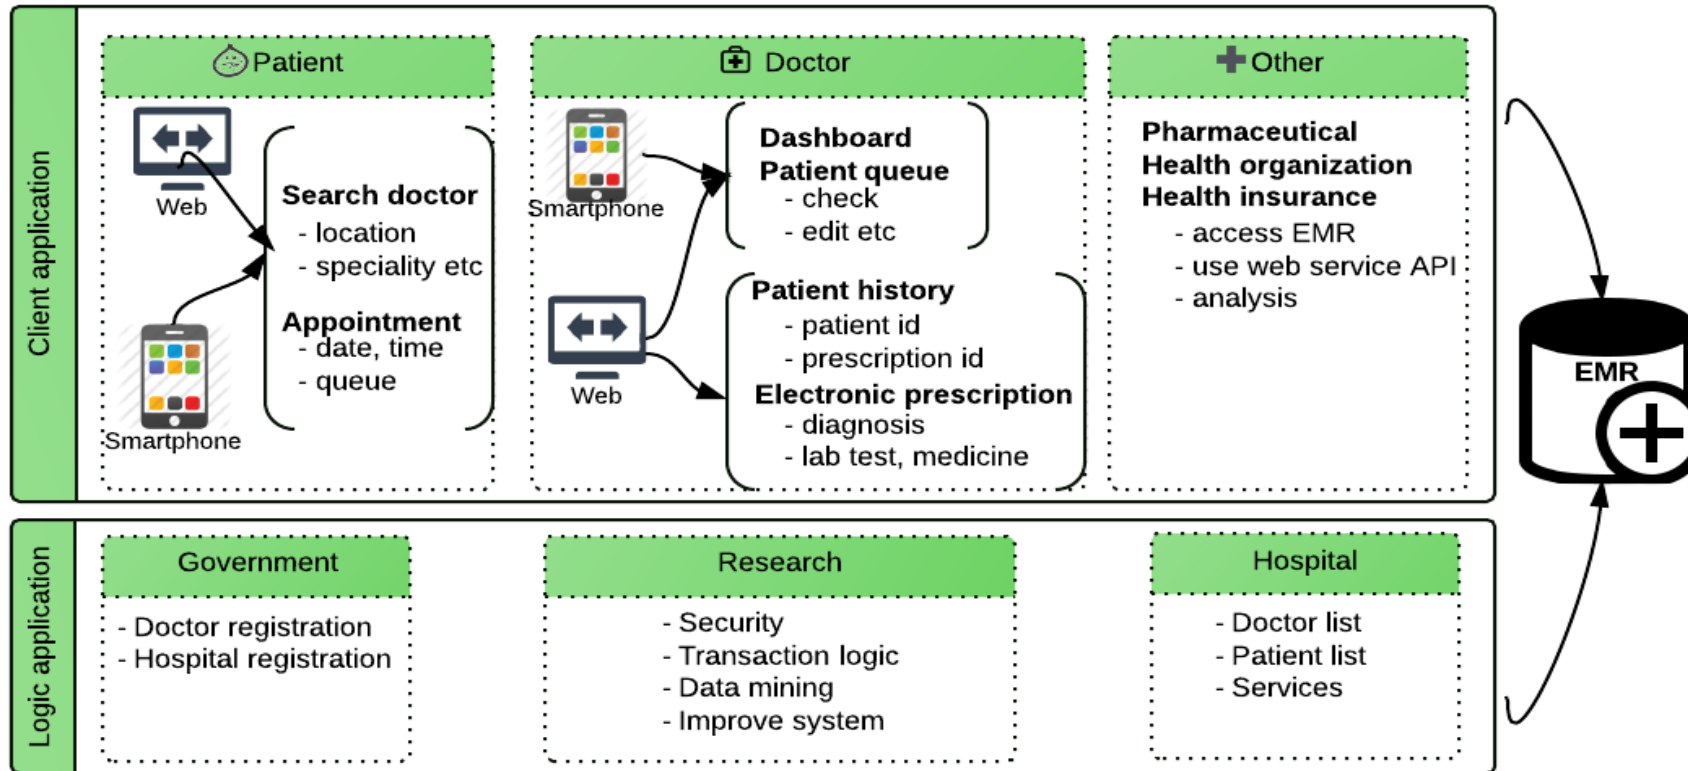 Client application
Patient
Web
Smartphone
Search doctor
- location
- speciality etc
Appointment
- date, time
- queue
Doctor
Smartphone
Web
Dashboard
Patient queue
- check
- edit etc
Patient history
- patient id
- prescription id
Electronic prescription
- diagnosis
- lab test, medicine
Other
Pharmaceutical
Health organization
Health insurance
- access EMR
- use web service API
- analysis
EMR
Logic application
Government
- Doctor registration
- Hospital registration
Research
- Security
- Transaction logic
- Data mining
- Improve system
Hospital
- Doctor list
- Patient list
- Services